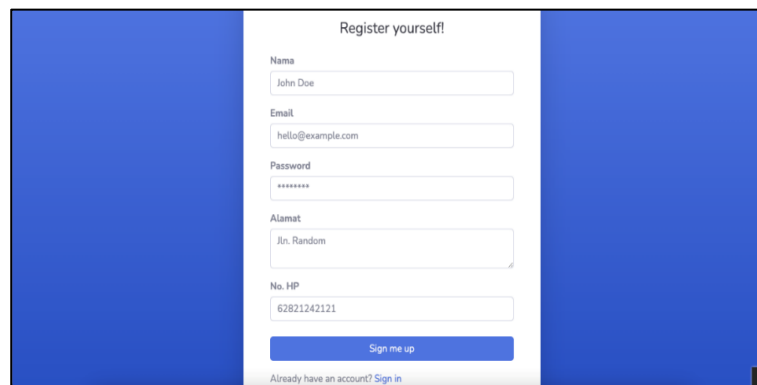 Register yourself!
Nama
John Doe
Email
hello@example.com
Password
********
Alamat
Jln. Random
No. HP
62821242121
Sign me up
Already have an account? Sign in